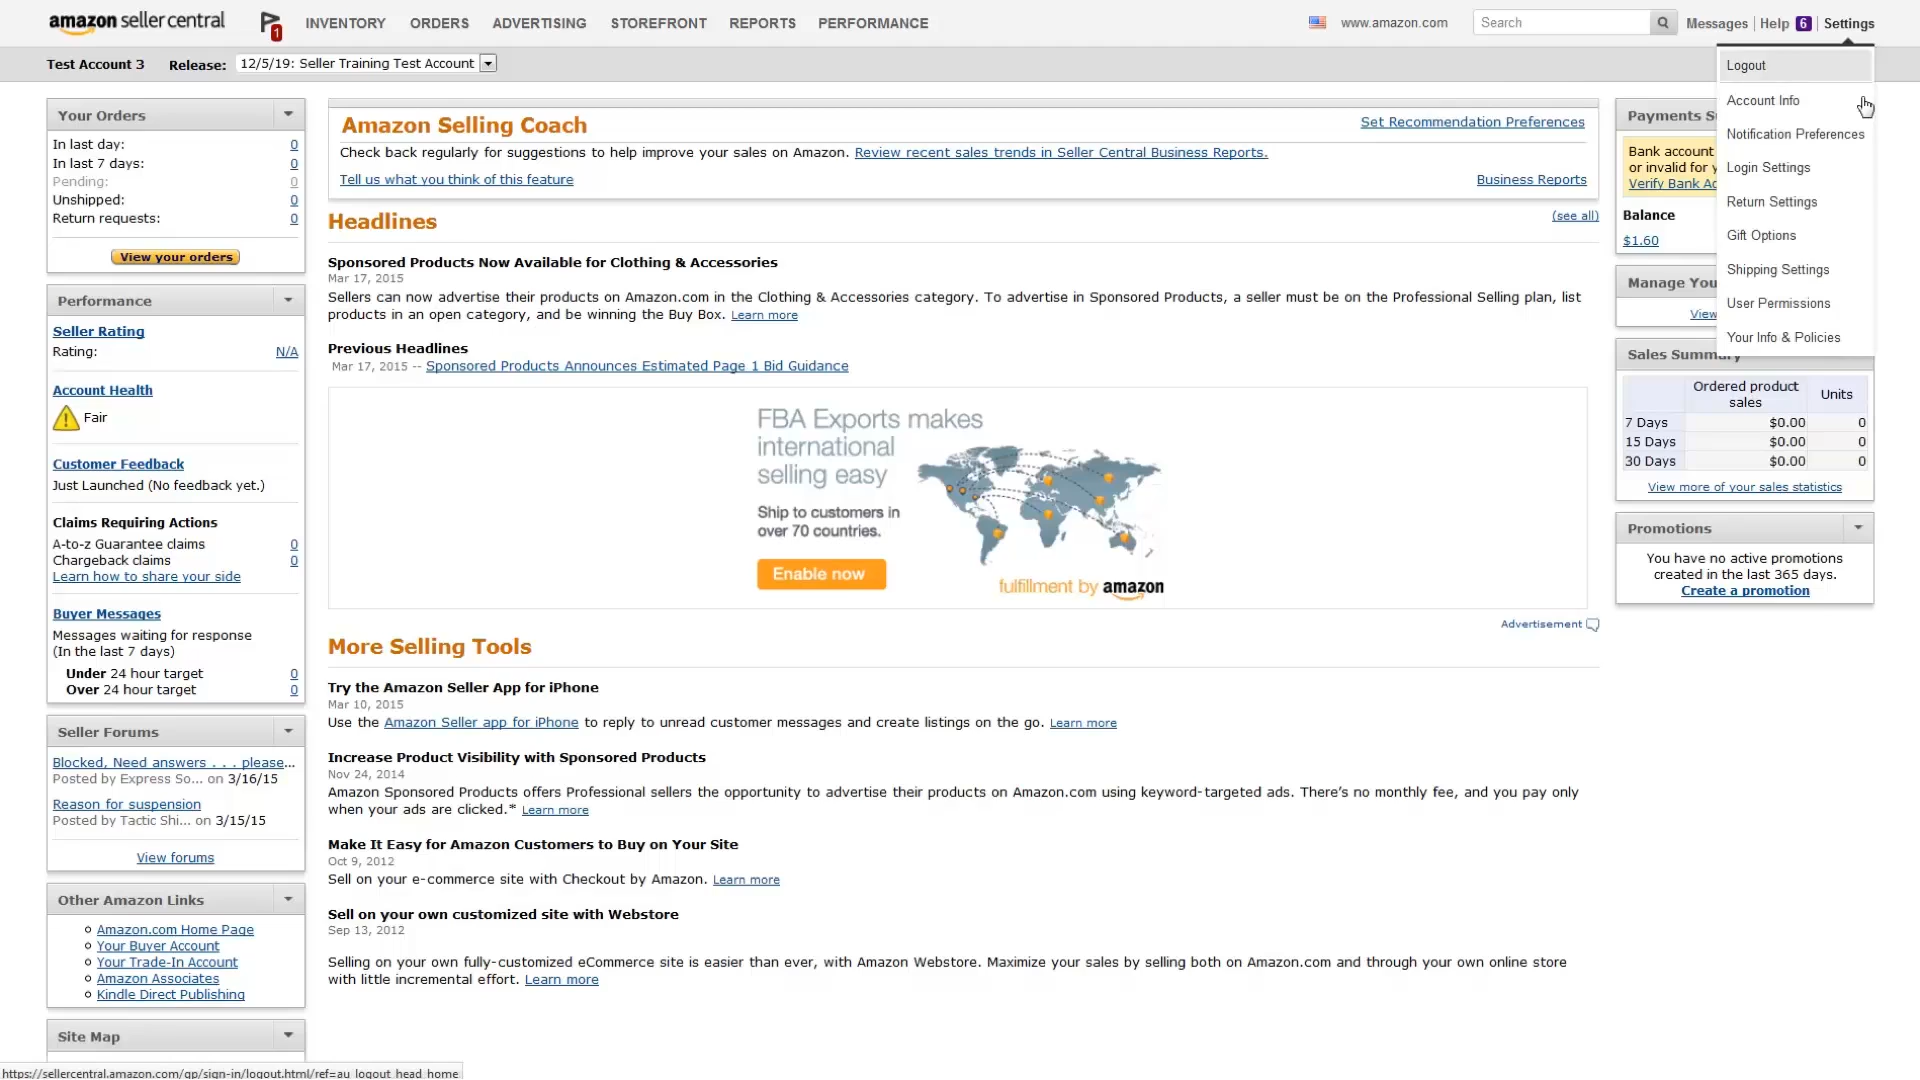 amazon seller central
1
INVENTORY
ORDERS
ADVERTISING
STOREFRONT
REPORTS
PERFORMANCE
www.amazon.com
Search
Messages
Help
6
Settings
Test Account 3
Release:
12/5/19: Seller Training Test Account
Logout
Account Info
Notification Preferences
Login Settings
Return Settings
Gift Options
Shipping Settings
User Permissions
Your Info & Policies
Your Orders
In last day: 0
In last 7 days: 0
Pending: 0
Unshipped: 0
Return requests: 0
View your orders
Performance
Seller Rating
Rating: N/A
Account Health
Fair
Customer Feedback
Just Launched (No feedback yet.)
Claims Requiring Actions
A-to-z Guarantee claims 0
Chargeback claims 0
Learn how to share your side
Buyer Messages
Messages waiting for response
(In the last 7 days)
Under 24 hour target 0
Over 24 hour target 0
Seller Forums
Blocked, Need answers . . . please...
Posted by Express So... on 3/16/15
Reason for suspension
Posted by Tactic Shi... on 3/15/15
View forums
Other Amazon Links
Amazon.com Home Page
Your Buyer Account
Your Trade-In Account
Amazon Associates
Kindle Direct Publishing
Site Map
Amazon Selling Coach
Set Recommendation Preferences
Check back regularly for suggestions to help improve your sales on Amazon. Review recent sales trends in Seller Central Business Reports.
Tell us what you think of this feature
Business Reports
Headlines
(see all)
Sponsored Products Now Available for Clothing & Accessories
Mar 17, 2015
Sellers can now advertise their products on Amazon.com in the Clothing & Accessories category. To advertise in Sponsored Products, a seller must be on the Professional Selling plan, list
products in an open category, and be winning the Buy Box. Learn more
Previous Headlines
Mar 17, 2015 -- Sponsored Products Announces Estimated Page 1 Bid Guidance
FBA Exports makes
international
selling easy
Ship to customers in
over 70 countries.
Enable now
fulfillment by amazon
Advertisement
More Selling Tools
Try the Amazon Seller App for iPhone
Mar 10, 2015
Use the Amazon Seller app for iPhone to reply to unread customer messages and create listings on the go. Learn more
Increase Product Visibility with Sponsored Products
Nov 24, 2014
Amazon Sponsored Products offers Professional sellers the opportunity to advertise their products on Amazon.com using keyword-targeted ads. There's no monthly fee, and you pay only
when your ads are clicked.* Learn more
Make It Easy for Amazon Customers to Buy on Your Site
Oct 9, 2012
Sell on your e-commerce site with Checkout by Amazon. Learn more
Sell on your own customized site with Webstore
Sep 13, 2012
Selling on your own fully-customized eCommerce site is easier than ever, with Amazon Webstore. Maximize your sales by selling both on Amazon.com and through your own online store
with little incremental effort. Learn more
Payments S
Bank account
or invalid for
Verify Bank Ac
Balance
$1.60
Manage You
View
Sales Summary
Ordered product
sales
Units
7 Days $0.00 0
15 Days $0.00 0
30 Days $0.00 0
View more of your sales statistics
Promotions
You have no active promotions
created in the last 365 days.
Create a promotion
https://sellercentral.amazon.com/gp/sign-in/logout.html/ref=au_logout_head_home